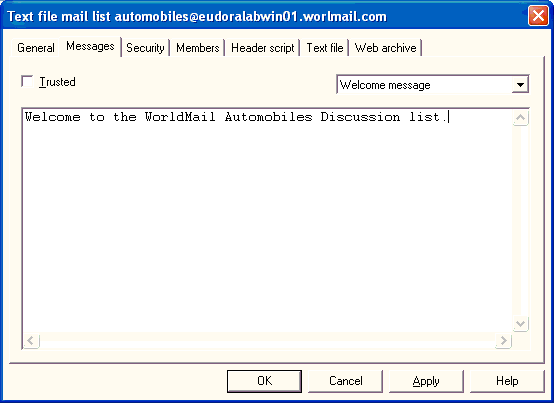 Text file mail list automobiles@eudoralabwin01.worlmail.com
General Messages Security Members Header script Text file Web archive
Trusted Welcome message
Welcome to the WorldMail Automobiles Discussion list.
OK Cancel Apply Help